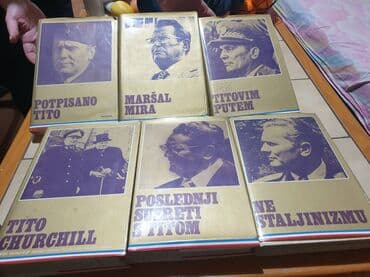 POTPISANO
TITO
MARŠAL
MIRA
TITOVIM
PUTEM
TITO
CHURCHILL
POSLEDNJI
SUSRETI
S TITOM
NE
STALJINIZMU